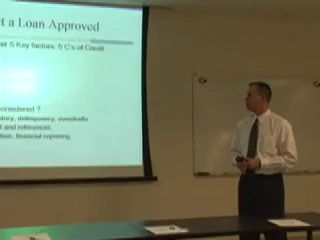 t a Loan Approved
er 5 Key factors: 5 C's of Credit
onsidered ?
tory, delinquency, overdrafts
t and references
tion, financial reporting